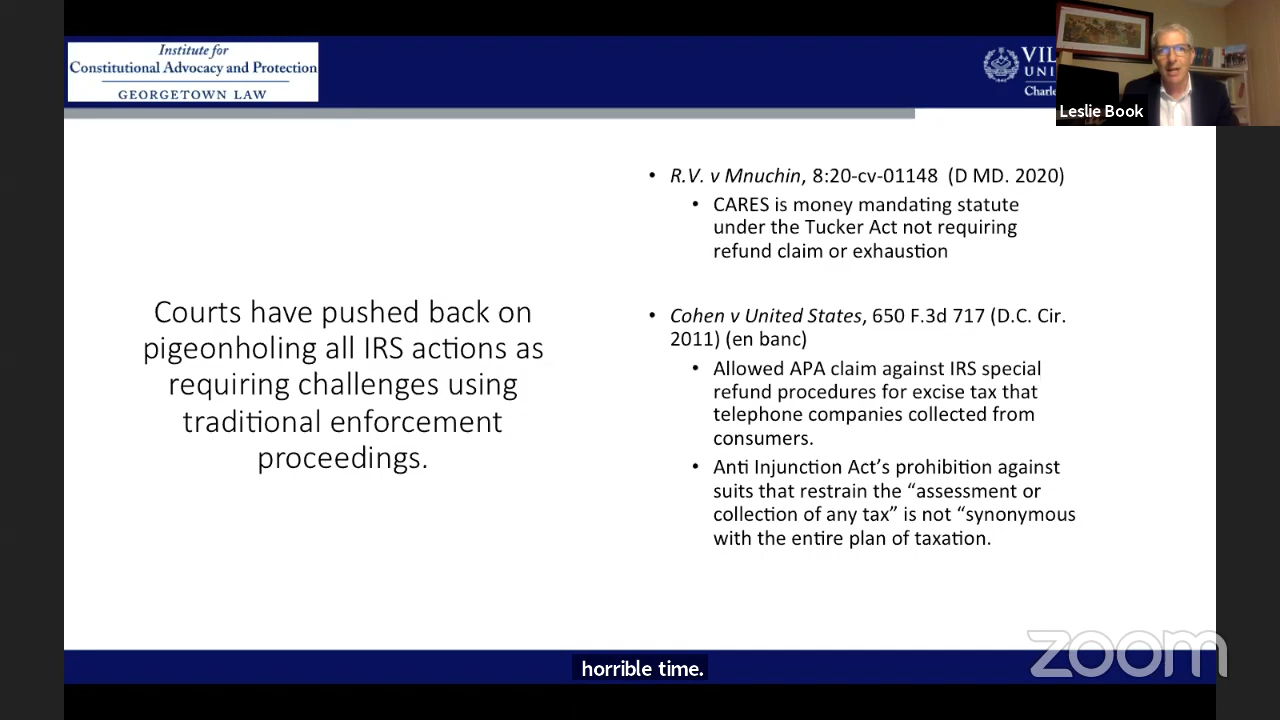 Institute for
Constitutional Advocacy and Protection
GEORGETOWN LAW
VIL
UNI
Charle
Leslie Book
Courts have pushed back on
pigeonholing all IRS actions as
requiring challenges using
traditional enforcement
proceedings.
• R.V. v Mnuchin, 8:20-cv-01148 (D MD. 2020)
• CARES is money mandating statute
under the Tucker Act not requiring
refund claim or exhaustion
• Cohen v United States, 650 F.3d 717 (D.C. Cir.
2011) (en banc)
• Allowed APA claim against IRS special
refund procedures for excise tax that
telephone companies collected from
consumers.
• Anti Injunction Act’s prohibition against
suits that restrain the “assessment or
collection of any tax” is not “synonymous
with the entire plan of taxation.
horrible time.
zoom